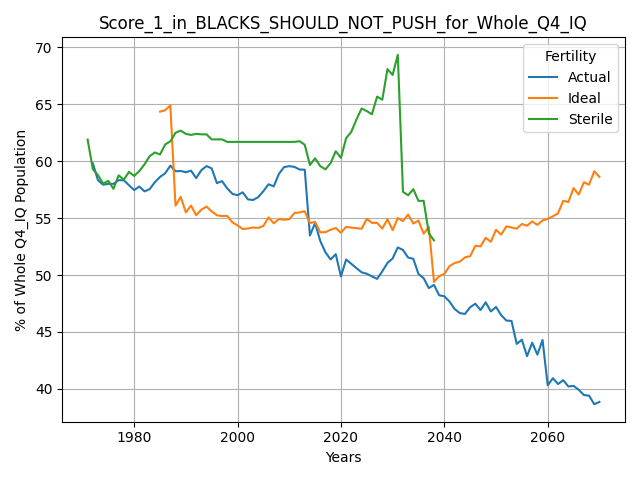 Score_1_in_BLACKS_SHOULD_NOT_PUSH_for_Whole_Q4_IQ
70
65
60
55
50
45
40
% of Whole Q4_IQ Population
Fertility
Actual
Ideal
Sterile
1980 2000 2020 2040 2060
Years